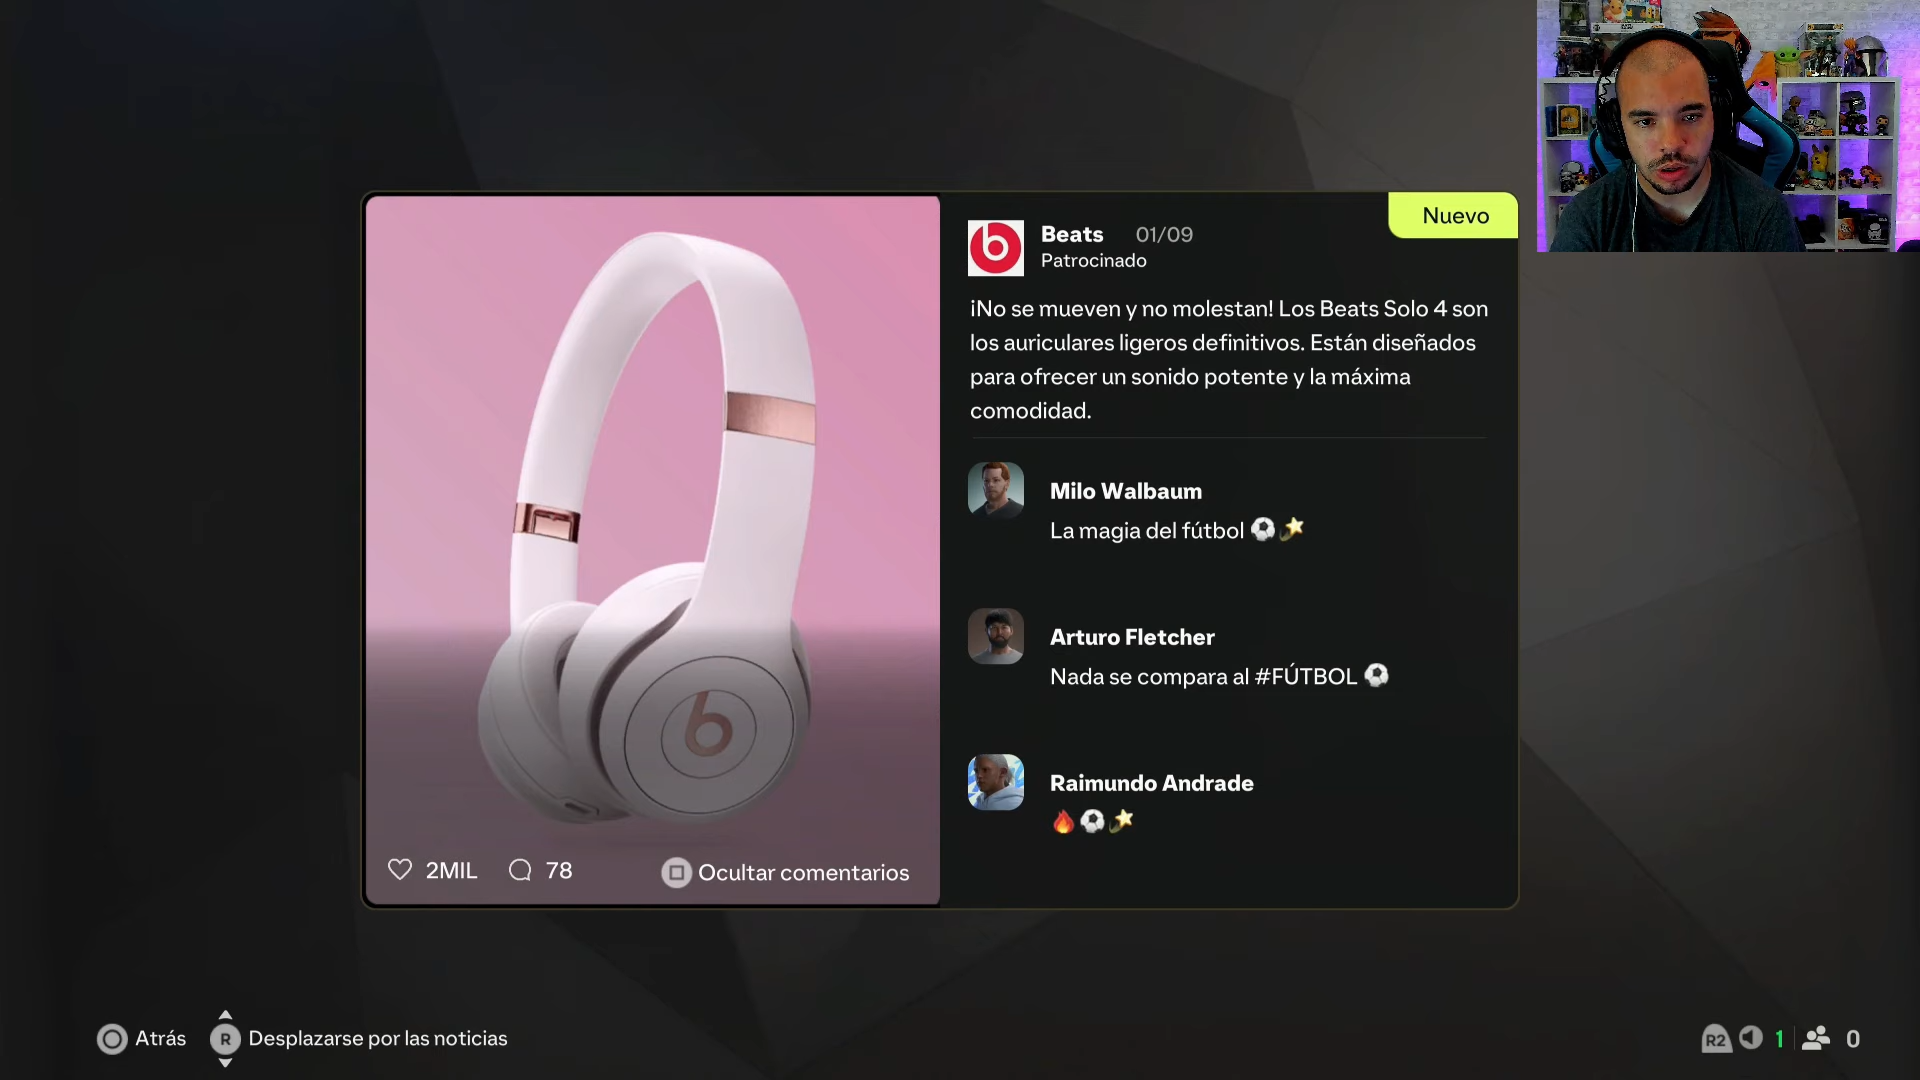 Nuevo
Beats 01/09
Patrocinado
¡No se mueven y no molestan! Los Beats Solo 4 son
los auriculares ligeros definitivos. Están diseñados
para ofrecer un sonido potente y la máxima
comodidad.
Milo Walbaum
La magia del fútbol ⚽🌠
Arturo Fletcher
Nada se compara al #FÚTBOL ⚽
Raimundo Andrade
🔥⚽🌠
2MIL 78 Ocultar comentarios
Atrás R Desplazarse por las noticias
R2 1 0